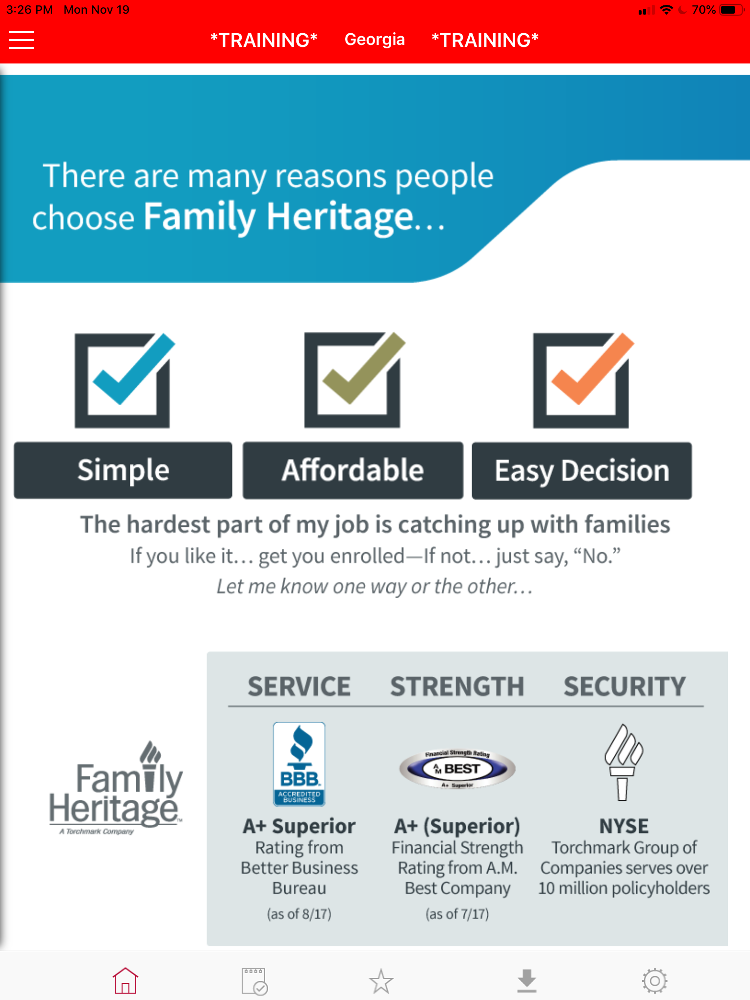 3:26 PM Mon Nov 19
70%
*TRAINING* Georgia *TRAINING*
There are many reasons people
choose Family Heritage...
Simple
Affordable
Easy Decision
The hardest part of my job is catching up with families
If you like it... get you enrolled—If not... just say, “No.”
Let me know one way or the other...
Family
Heritage™
A Torchmark Company
SERVICE
STRENGTH
SECURITY
BBB.
ACCREDITED
BUSINESS
A+ Superior
Rating from
Better Business
Bureau
(as of 8/17)
Financial Strength Rating
AM BEST
A+ Superior
A+ (Superior)
Financial Strength
Rating from A.M.
Best Company
(as of 7/17)
NYSE
Torchmark Group of
Companies serves over
10 million policyholders